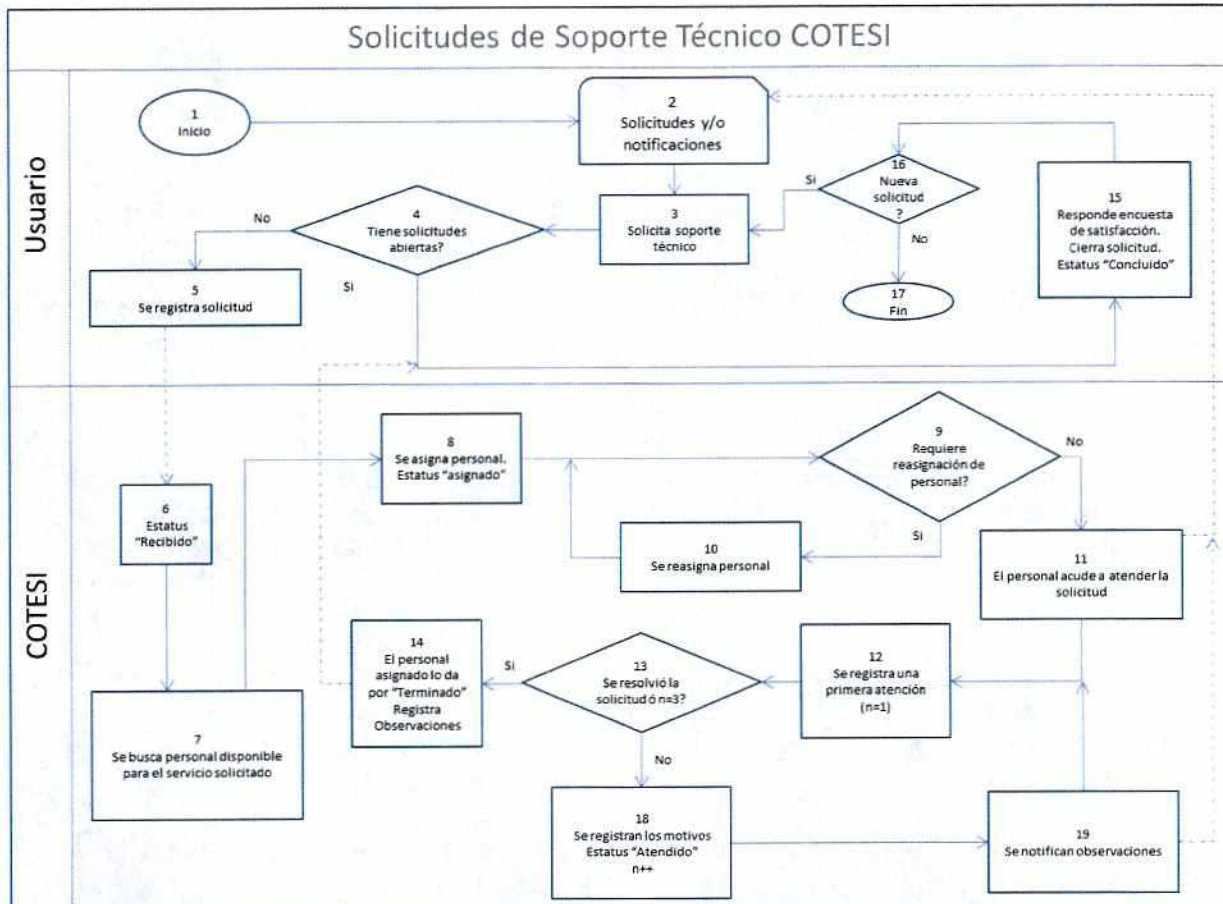 Solicitudes de Soporte Técnico COTESI
Usuario
1
Inicio
2
Solicitudes y/o
notificaciones
3
Solicita soporte
técnico
4
Tiene solicitudes
abiertas?
No
Si
5
Se registra solicitud
16
Nueva
solicitud
?
Si
No
17
Fin
15
Responde encuesta
de satisfacción.
Cierra solicitud.
Estatus "Concluido"
COTESI
6
Estatus
"Recibido"
7
Se busca personal disponible
para el servicio solicitado
8
Se asigna personal.
Estatus "asignado"
9
Requiere
reasignación de
personal?
No
Si
10
Se reasigna personal
11
El personal acude a atender la
solicitud
12
Se registra una
primera atención
(n=1)
13
Se resolvió la
solicitud ó n=3?
Si
No
14
El personal
asignado lo da
por "Terminado"
Registra
Observaciones
18
Se registran los motivos
Estatus "Atendido"
n++
19
Se notifican observaciones